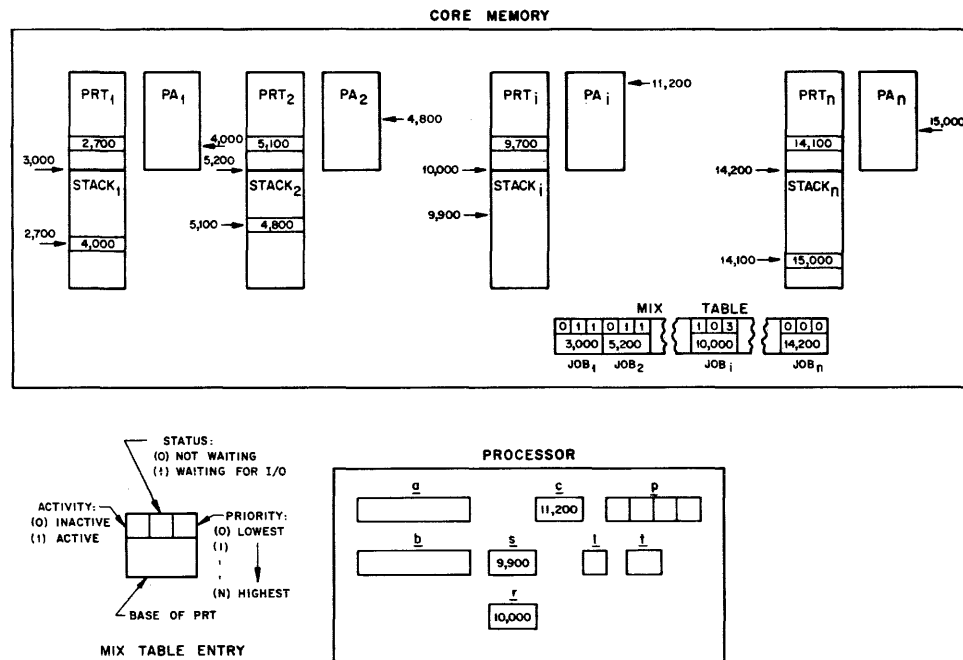 CORE MEMORY
PRT1 PA1 PRT2 PA2 PRTi PAi PRTn PAn
11,200
4,800
15,000
2,700 4,000 5,100 9,700 14,100
3,000 5,200 10,000 14,200
STACK1 STACK2 STACKi STACKn
9,900
5,100 4,800
2,700 4,000
14,100 15,000
MIX TABLE
0 1 1 0 1 1 1 0 3 0 0 0
3,000 5,200 10,000 14,200
JOB1 JOB2 JOBi JOBn
STATUS:
(0) NOT WAITING
(1) WAITING FOR I/O
ACTIVITY:
(0) INACTIVE
(1) ACTIVE
PRIORITY:
(0) LOWEST
(1)
(N) HIGHEST
BASE OF PRT
MIX TABLE ENTRY
PROCESSOR
a c p
11,200
b s l t
9,900
r
10,000